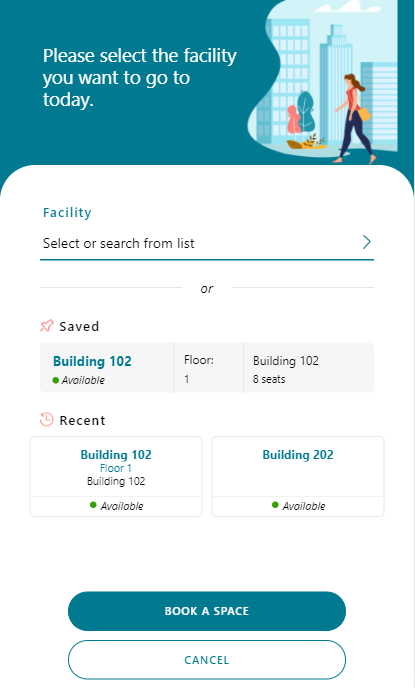 Please select the facility
you want to go to
today.
Facility
Select or search from list
or
Saved
Building 102
Available
Floor:
1
Building 102
8 seats
Recent
Building 102
Floor 1
Building 102
Available
Building 202
Available
BOOK A SPACE
CANCEL